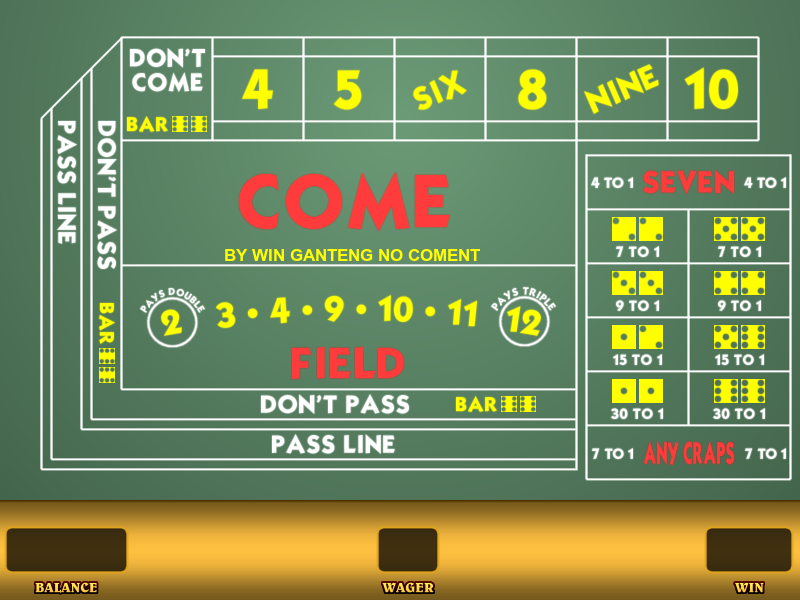 DON'T
COME
BAR
4
5
SIX
8
NINE
10
PASS LINE
DON'T PASS
BAR
COME
BY WIN GANTENG NO COMENT
PAYS DOUBLE
2
3 • 4 • 9 • 10 • 11
PAYS TRIPLE
12
FIELD
DON'T PASS BAR
PASS LINE
4 TO 1 SEVEN 4 TO 1
7 TO 1 7 TO 1
9 TO 1 9 TO 1
15 TO 1 15 TO 1
30 TO 1 30 TO 1
7 TO 1 ANY CRAPS 7 TO 1
BALANCE
WAGER
WIN